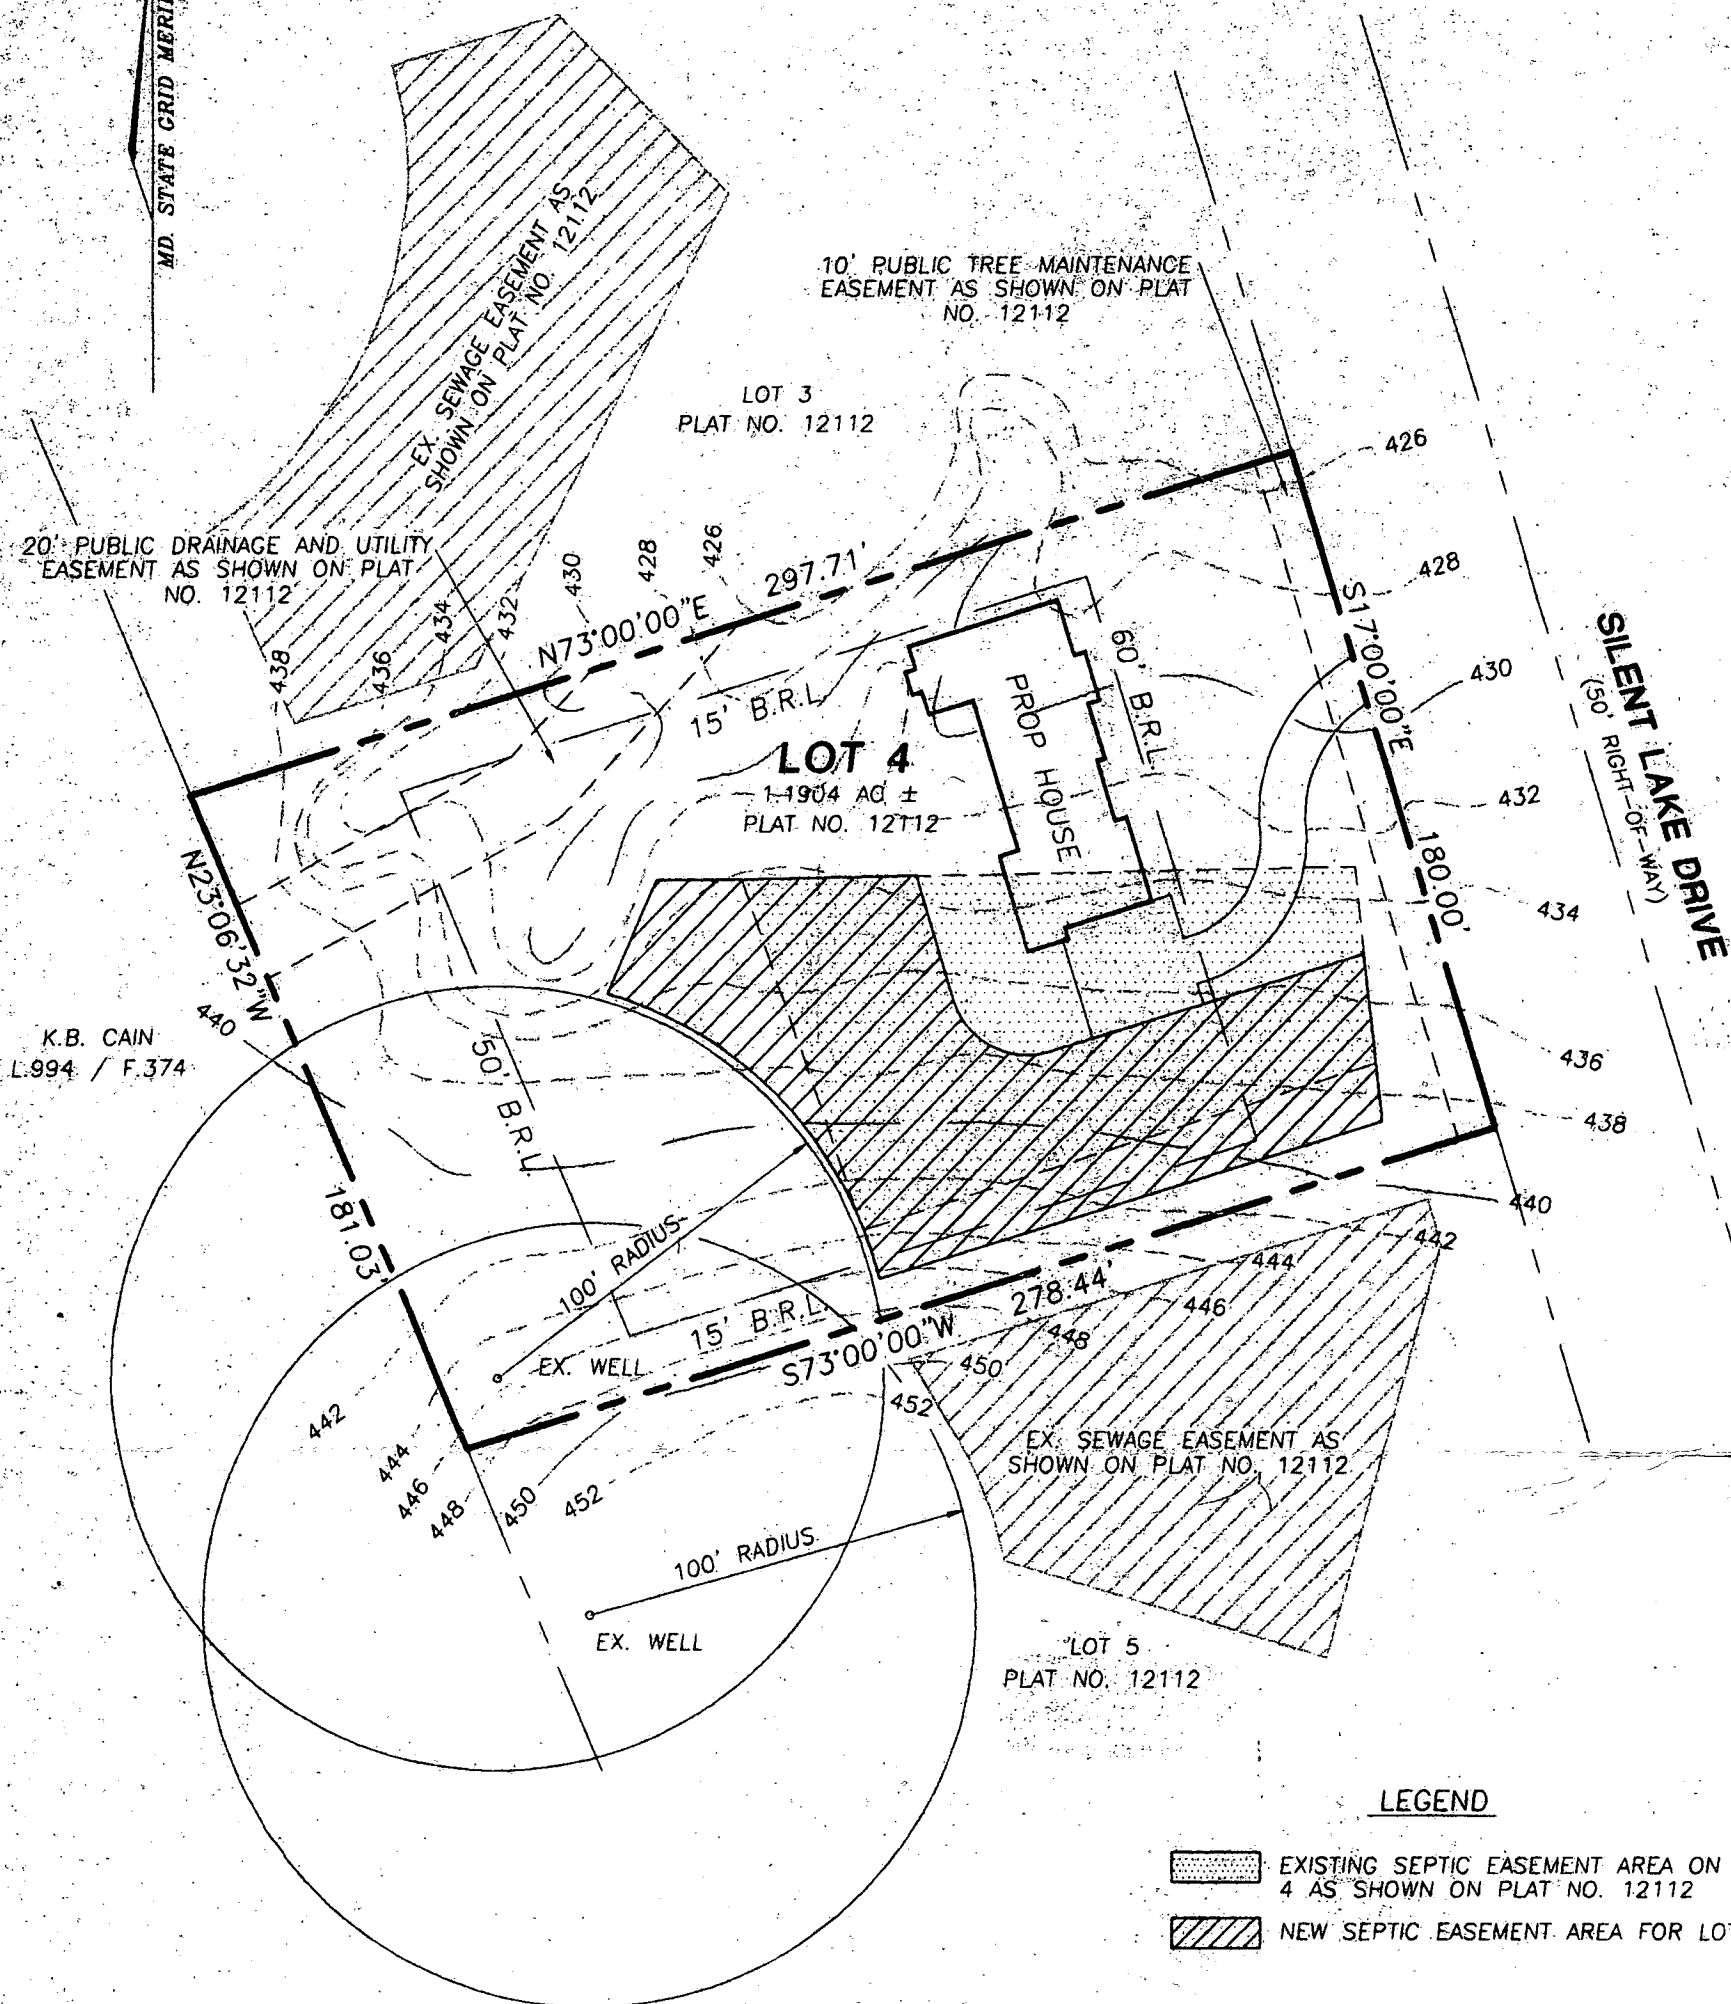 MD. STATE GRID
EX. SEWAGE EASEMENT AS
SHOWN ON PLAT NO. 12112
10' PUBLIC TREE MAINTENANCE
EASEMENT AS SHOWN ON PLAT
NO. 12112
LOT 3
PLAT NO. 12112
426
428
430
432
434
436
438
440
442
444
446
448
450
452
20' PUBLIC DRAINAGE AND UTILITY
EASEMENT AS SHOWN ON PLAT
NO. 12112
438
436
434
432
430
428
426
N73°00'00"E
297.71'
S17°00'00"E
180.00'
SILENT LAKE DRIVE
(50' RIGHT-OF-WAY)
15' B.R.L.
60' B.R.L.
PROP HOUSE
LOT 4
1.1904 AC ±
PLAT NO. 12112
N23°06'32"W
181.03'
440
K.B. CAIN
L.994 / F.374
50' B.R.L.
100' RADIUS
15' B.R.L.
EX. WELL
S73°00'00"W
278.44'
442
444
446
448
450
452
EX. SEWAGE EASEMENT AS
SHOWN ON PLAT NO. 12112
100' RADIUS
EX. WELL
LOT 5
PLAT NO. 12112
LEGEND
EXISTING SEPTIC EASEMENT AREA ON
4 AS SHOWN ON PLAT NO. 12112
NEW SEPTIC EASEMENT AREA FOR